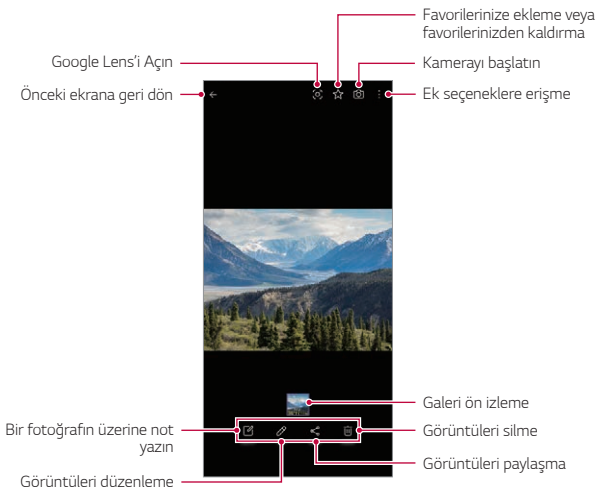 Favorilerinize ekleme veya
favorilerinizden kaldırma
Google Lens'i Açın
Kamerayı başlatın
Önceki ekrana geri dön
Ek seçeneklere erişme
Galeri ön izleme
Bir fotoğrafın üzerine not
yazın
Görüntüleri silme
Görüntüleri paylaşma
Görüntüleri düzenleme